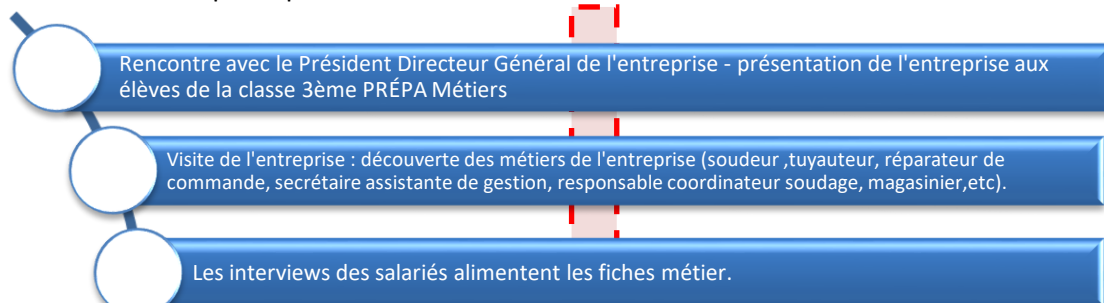 Rencontre avec le Président Directeur Général de l'entreprise - présentation de l'entreprise aux
élèves de la classe 3ème PRÉPA Métiers
Visite de l'entreprise : découverte des métiers de l'entreprise (soudeur ,tuyauteur, réparateur de
commande, secrétaire assistante de gestion, responsable coordinateur soudage, magasinier,etc).
Les interviews des salariés alimentent les fiches métier.